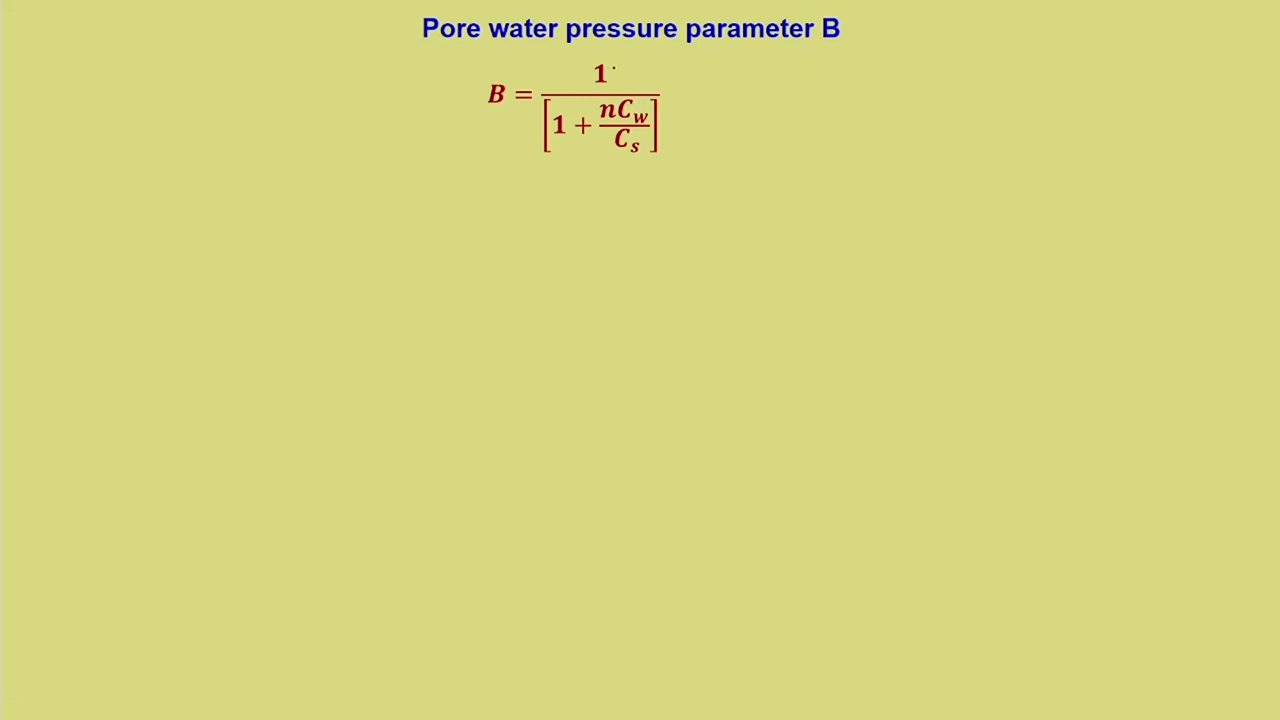 Pore water pressure parameter B
B = 1 / [1 + nC_w / C_s]